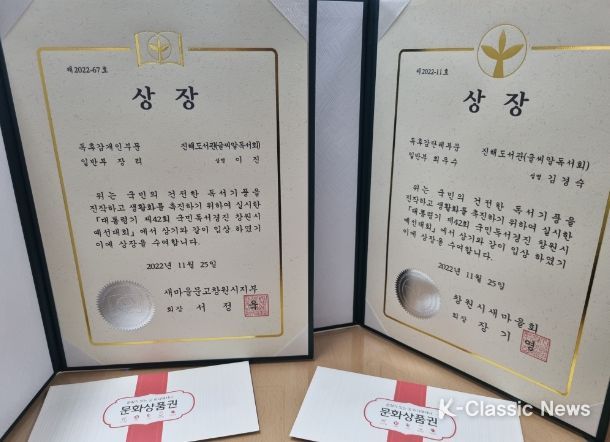 제2022-67호
상 장
독후감개인부문 진해도서관(글씨알독서회)
일반부 장려 성명 이 진
위는 국민의 건전한 독서기풍을
진작하고 생활화를 촉진하기 위하여 실시한
「대통령기 제42회 국민독서경진 창원시
예선대회」에서 상기와 같이 입상 하였기
이에 상장을 수여합니다.
2022년 11월 25일
새마을문고창원시지부
회장 서 정
제2022-11호
상 장
독후감단체부문 진해도서관(글씨알독서회)
일반부 최우수 성명 김경숙
위는 국민의 건전한 독서기풍을
진작하고 생활화를 촉진하기 위하여 실시한
「대통령기 제42회 국민독서경진 창원시
예선대회」에서 상기와 같이 입상 하였기
이에 상장을 수여합니다.
2022년 11월 25일
창원시새마을회
회장 장 기 영
문화상품권
문화상품권
K-Classic News